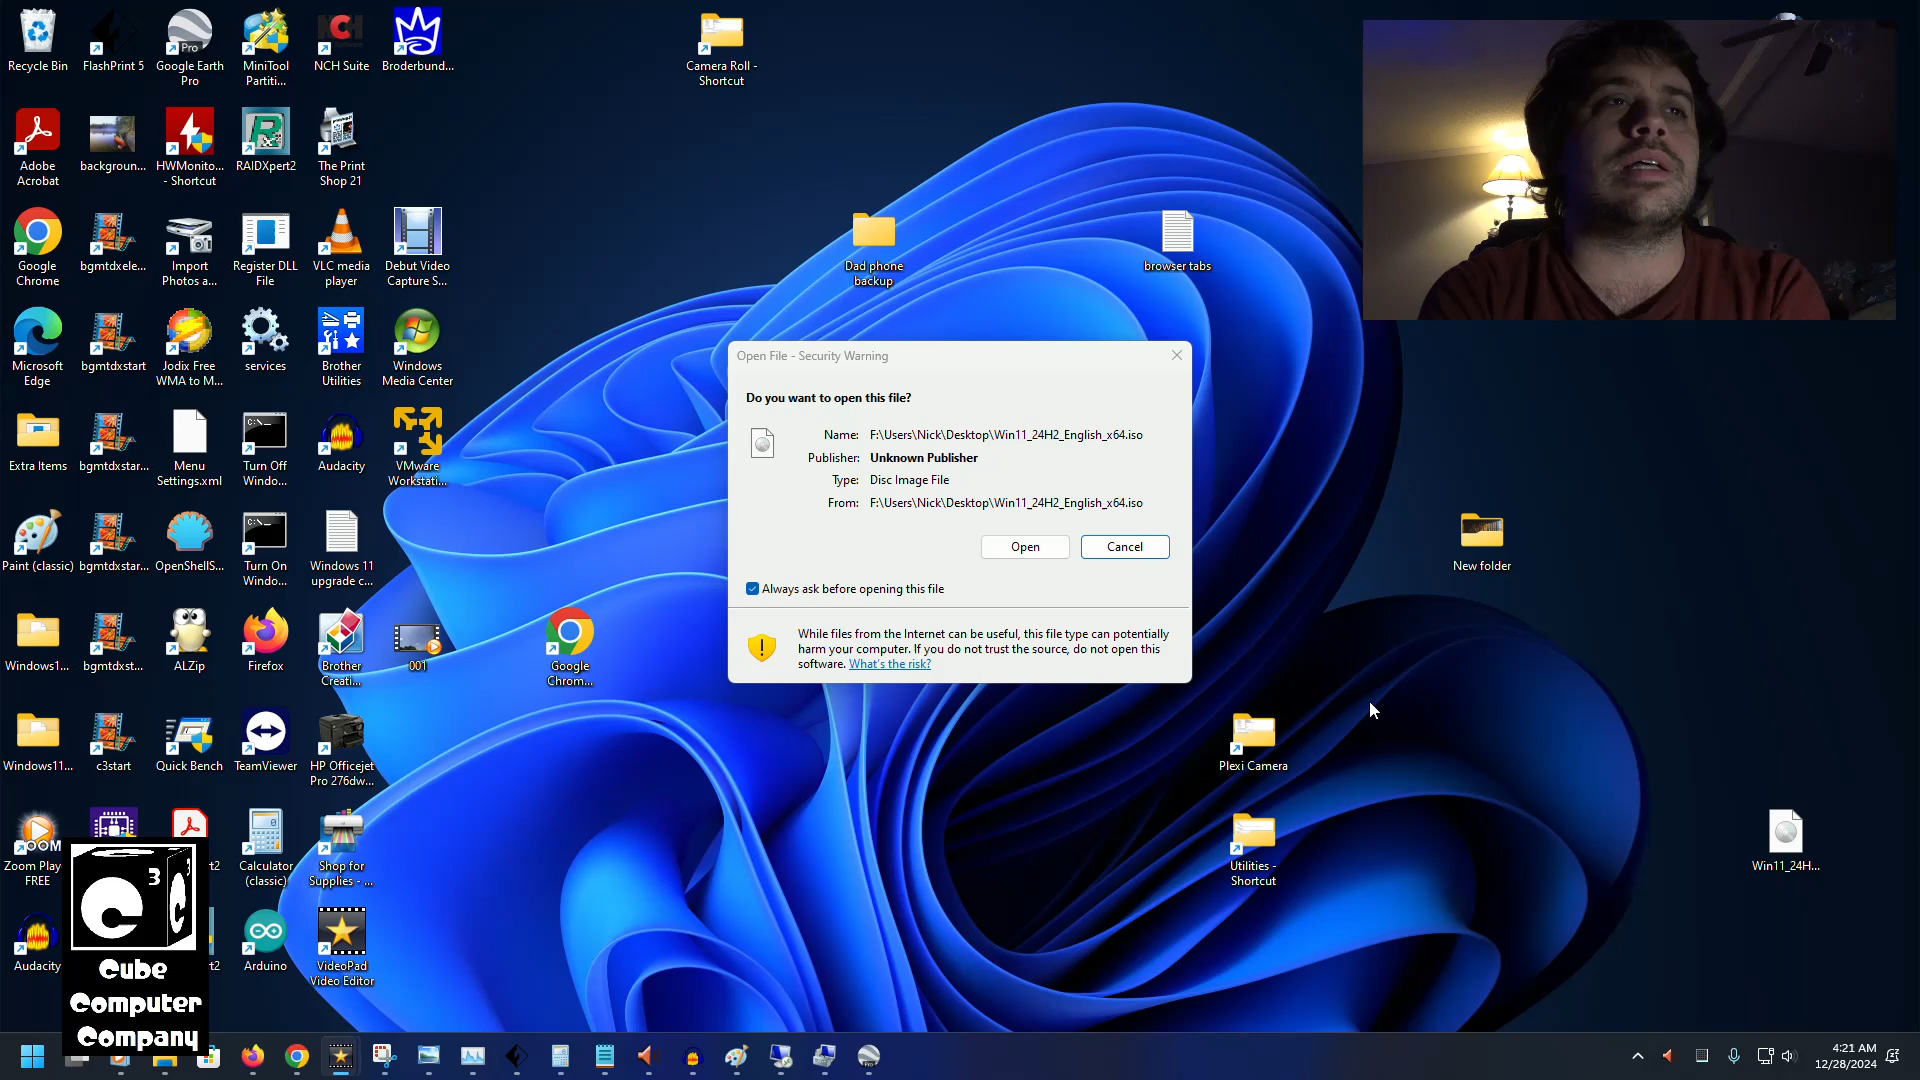 Recycle Bin
FlashPrint 5
Google Earth
Pro
MiniTool
Partiti...
NCH Suite
Broderbund...
Camera Roll -
Shortcut
Adobe
Acrobat
backgroun...
HWMonito...
- Shortcut
RAIDXpert2
The Print
Shop 21
Google
Chrome
bgmtdxele...
Import
Photos a...
Register DLL
File
VLC media
player
Debut Video
Capture S...
Dad phone
backup
browser tabs
Microsoft
Edge
bgmtdxstart
Jodix Free
WMA to M...
services
Brother
Utilities
Windows
Media Center
Extra Items
bgmtdxstar...
Menu
Settings.xml
Turn Off
Windo...
Audacity
VMware
Workstati...
Paint (classic)
bgmtdxstar...
OpenShellS...
Turn On
Windo...
Windows 11
upgrade c...
New folder
Windows1...
bgmtdxst...
ALZip
Firefox
Brother
Creati...
001
Google
Chrom...
Windows11...
c3start
Quick Bench
TeamViewer
HP Officejet
Pro 276dw...
Plexi Camera
Zoom Play
FREE
rt2
Calculator
(classic)
Shop for
Supplies - ...
Utilities -
Shortcut
Win11_24H...
Audacity
rt2
Arduino
VideoPad
Video Editor
Open File - Security Warning
Do you want to open this file?
Name: F:\Users\Nick\Desktop\Win11_24H2_English_x64.iso
Publisher: Unknown Publisher
Type: Disc Image File
From: F:\Users\Nick\Desktop\Win11_24H2_English_x64.iso
Open
Cancel
Always ask before opening this file
While files from the Internet can be useful, this file type can potentially
harm your computer. If you do not trust the source, do not open this
software. What's the risk?
C 3 C
Cube
Computer
Company
4:21 AM
12/28/2024